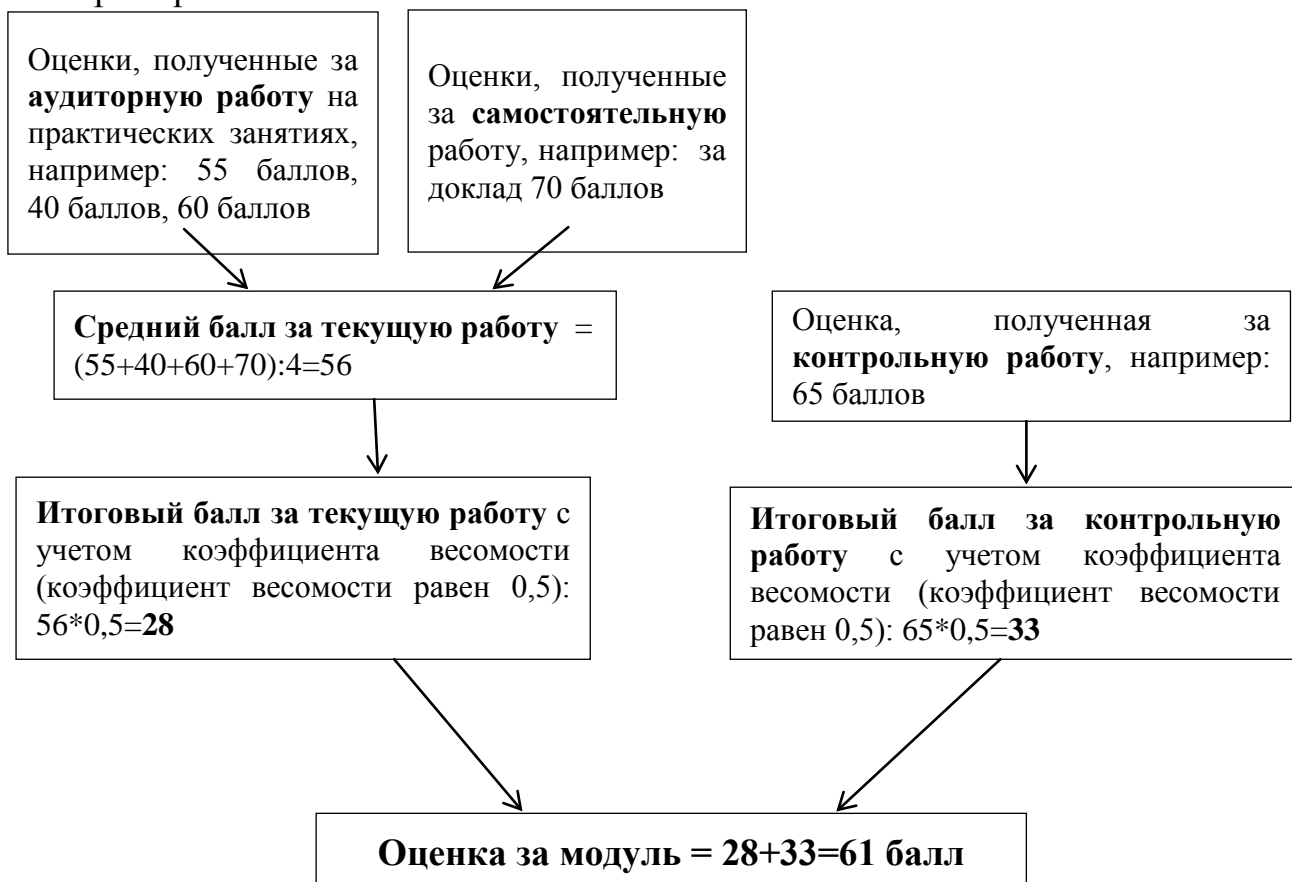 Оценки, полученные за
аудиторную работу на
практических занятиях,
например: 55 баллов,
40 баллов, 60 баллов
Оценки, полученные
за самостоятельную
работу, например: за
доклад 70 баллов
Средний балл за текущую работу =
(55+40+60+70):4=56
Оценка, полученная за
контрольную работу, например:
65 баллов
Итоговый балл за текущую работу с
учетом коэффициента весомости
(коэффициент весомости равен 0,5):
56*0,5=28
Итоговый балл за контрольную
работу с учетом коэффициента
весомости (коэффициент весомости
равен 0,5): 65*0,5=33
Оценка за модуль = 28+33=61 балл